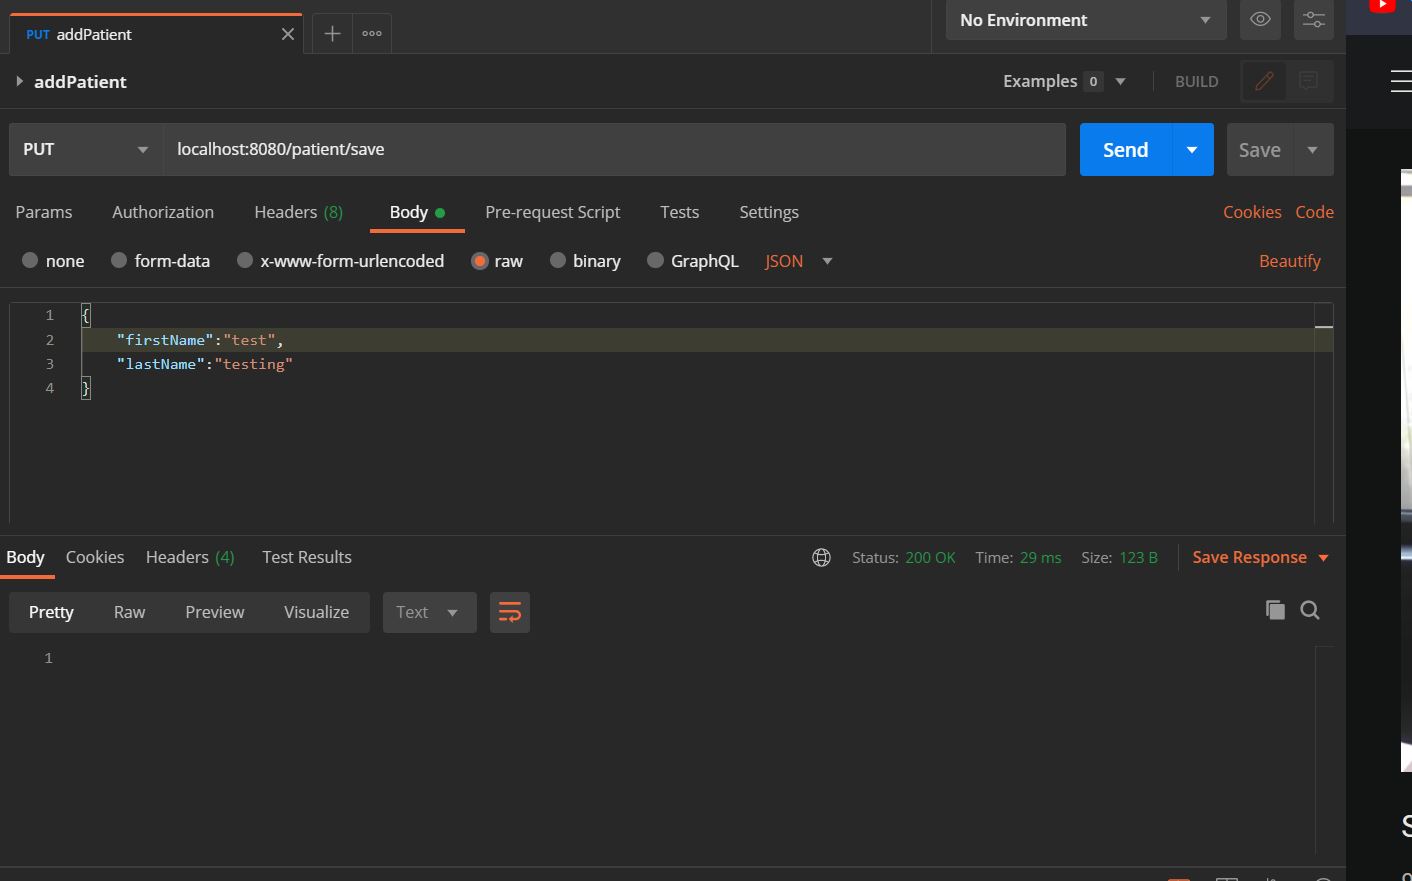 PUT addPatient
No Environment
addPatient
Examples 0
BUILD
PUT localhost:8080/patient/save
Send
Save
Params Authorization Headers (8) Body Pre-request Script Tests Settings
Cookies Code
none form-data x-www-form-urlencoded raw binary GraphQL JSON
Beautify
1 {
2 "firstName":"test",
3 "lastName":"testing"
4 }
Body Cookies Headers (4) Test Results
Status: 200 OK Time: 29 ms Size: 123 B Save Response
Pretty Raw Preview Visualize Text
1